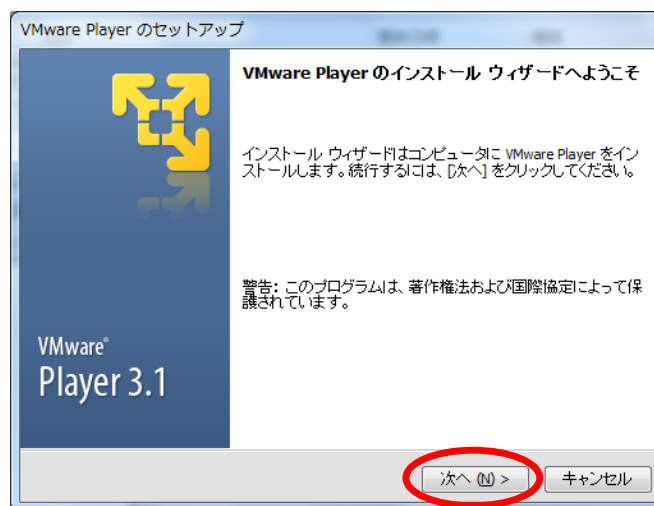 VMware Player のセットアップ
VMware Player のインストール ウィザードへようこそ
インストール ウィザードはコンピュータに VMware Player をイン
ストールします。続行するには、[次へ] をクリックしてください。
警告: このプログラムは、著作権法および国際協定によって保
護されています。
VMware®
Player 3.1
次へ (N) >
キャンセル